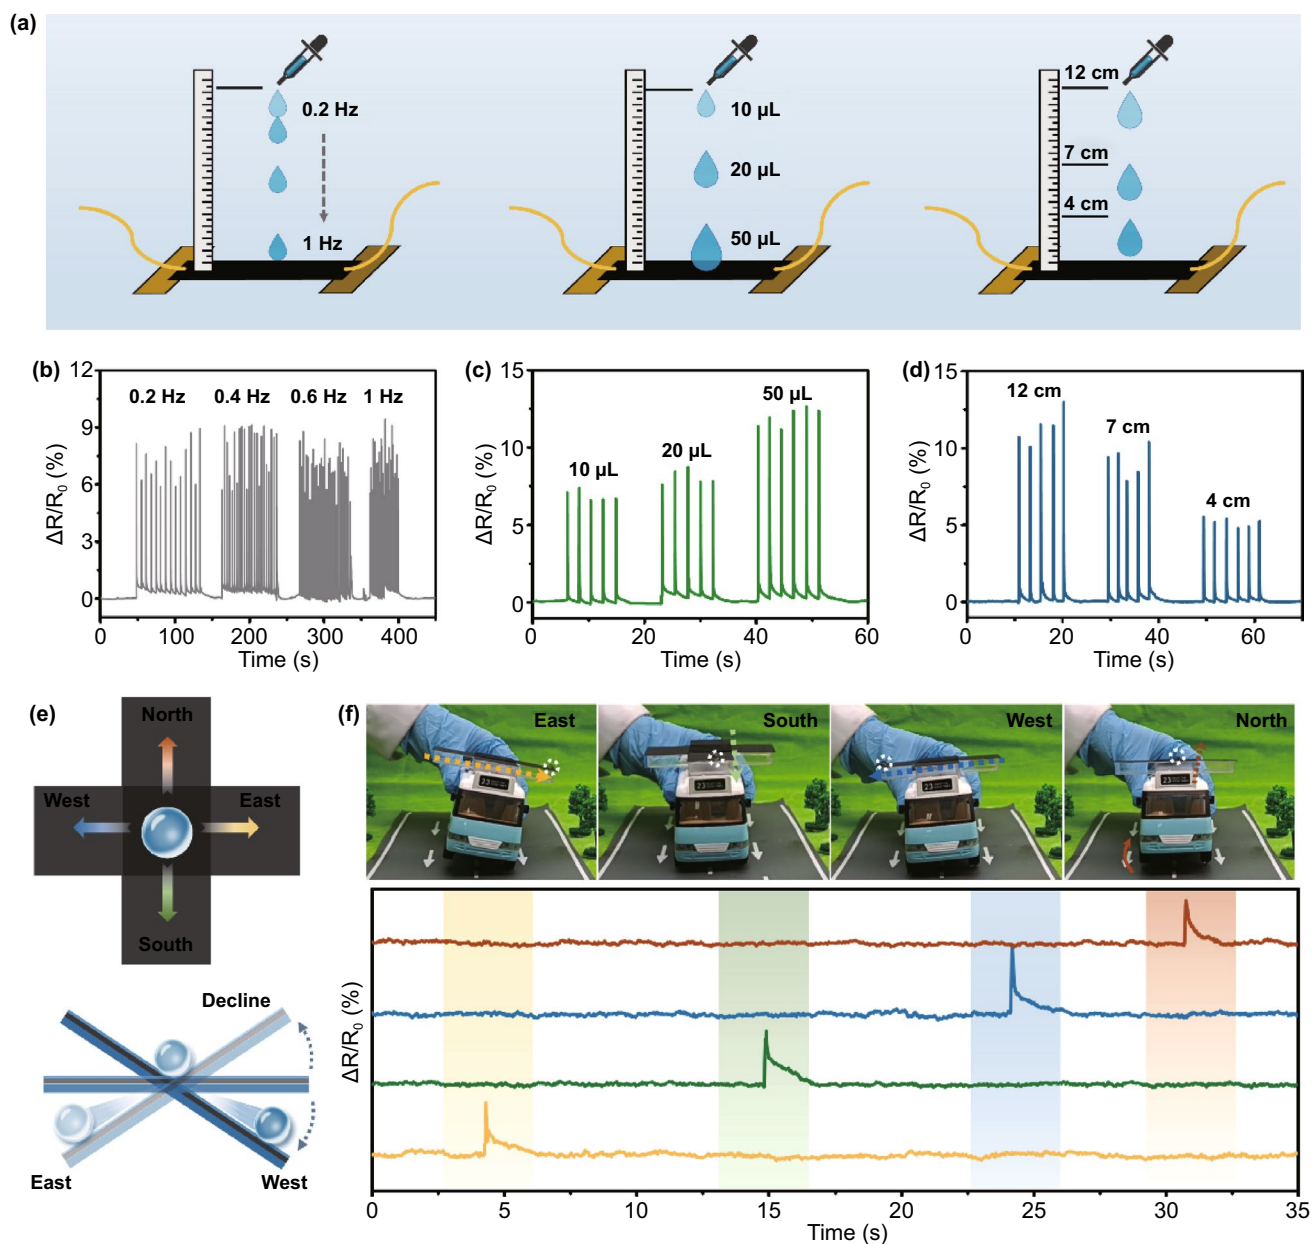 (a)
0.2 Hz
1 Hz
10 µL
20 µL
50 µL
12 cm
7 cm
4 cm
(b)
12
9
6
3
0
ΔR/R₀ (%)
0.2 Hz 0.4 Hz 0.6 Hz 1 Hz
0 100 200 300 400
Time (s)
(c)
15
10
5
0
ΔR/R₀ (%)
10 µL
20 µL
50 µL
0 20 40 60
Time (s)
(d)
15
10
5
0
ΔR/R₀ (%)
12 cm
7 cm
4 cm
0 20 40 60
Time (s)
(e)
North
West
East
South
Decline
East
West
(f)
East
South
West
North
23
23
23
23
ΔR/R₀ (%)
0 5 10 15 20 25 30 35
Time (s)